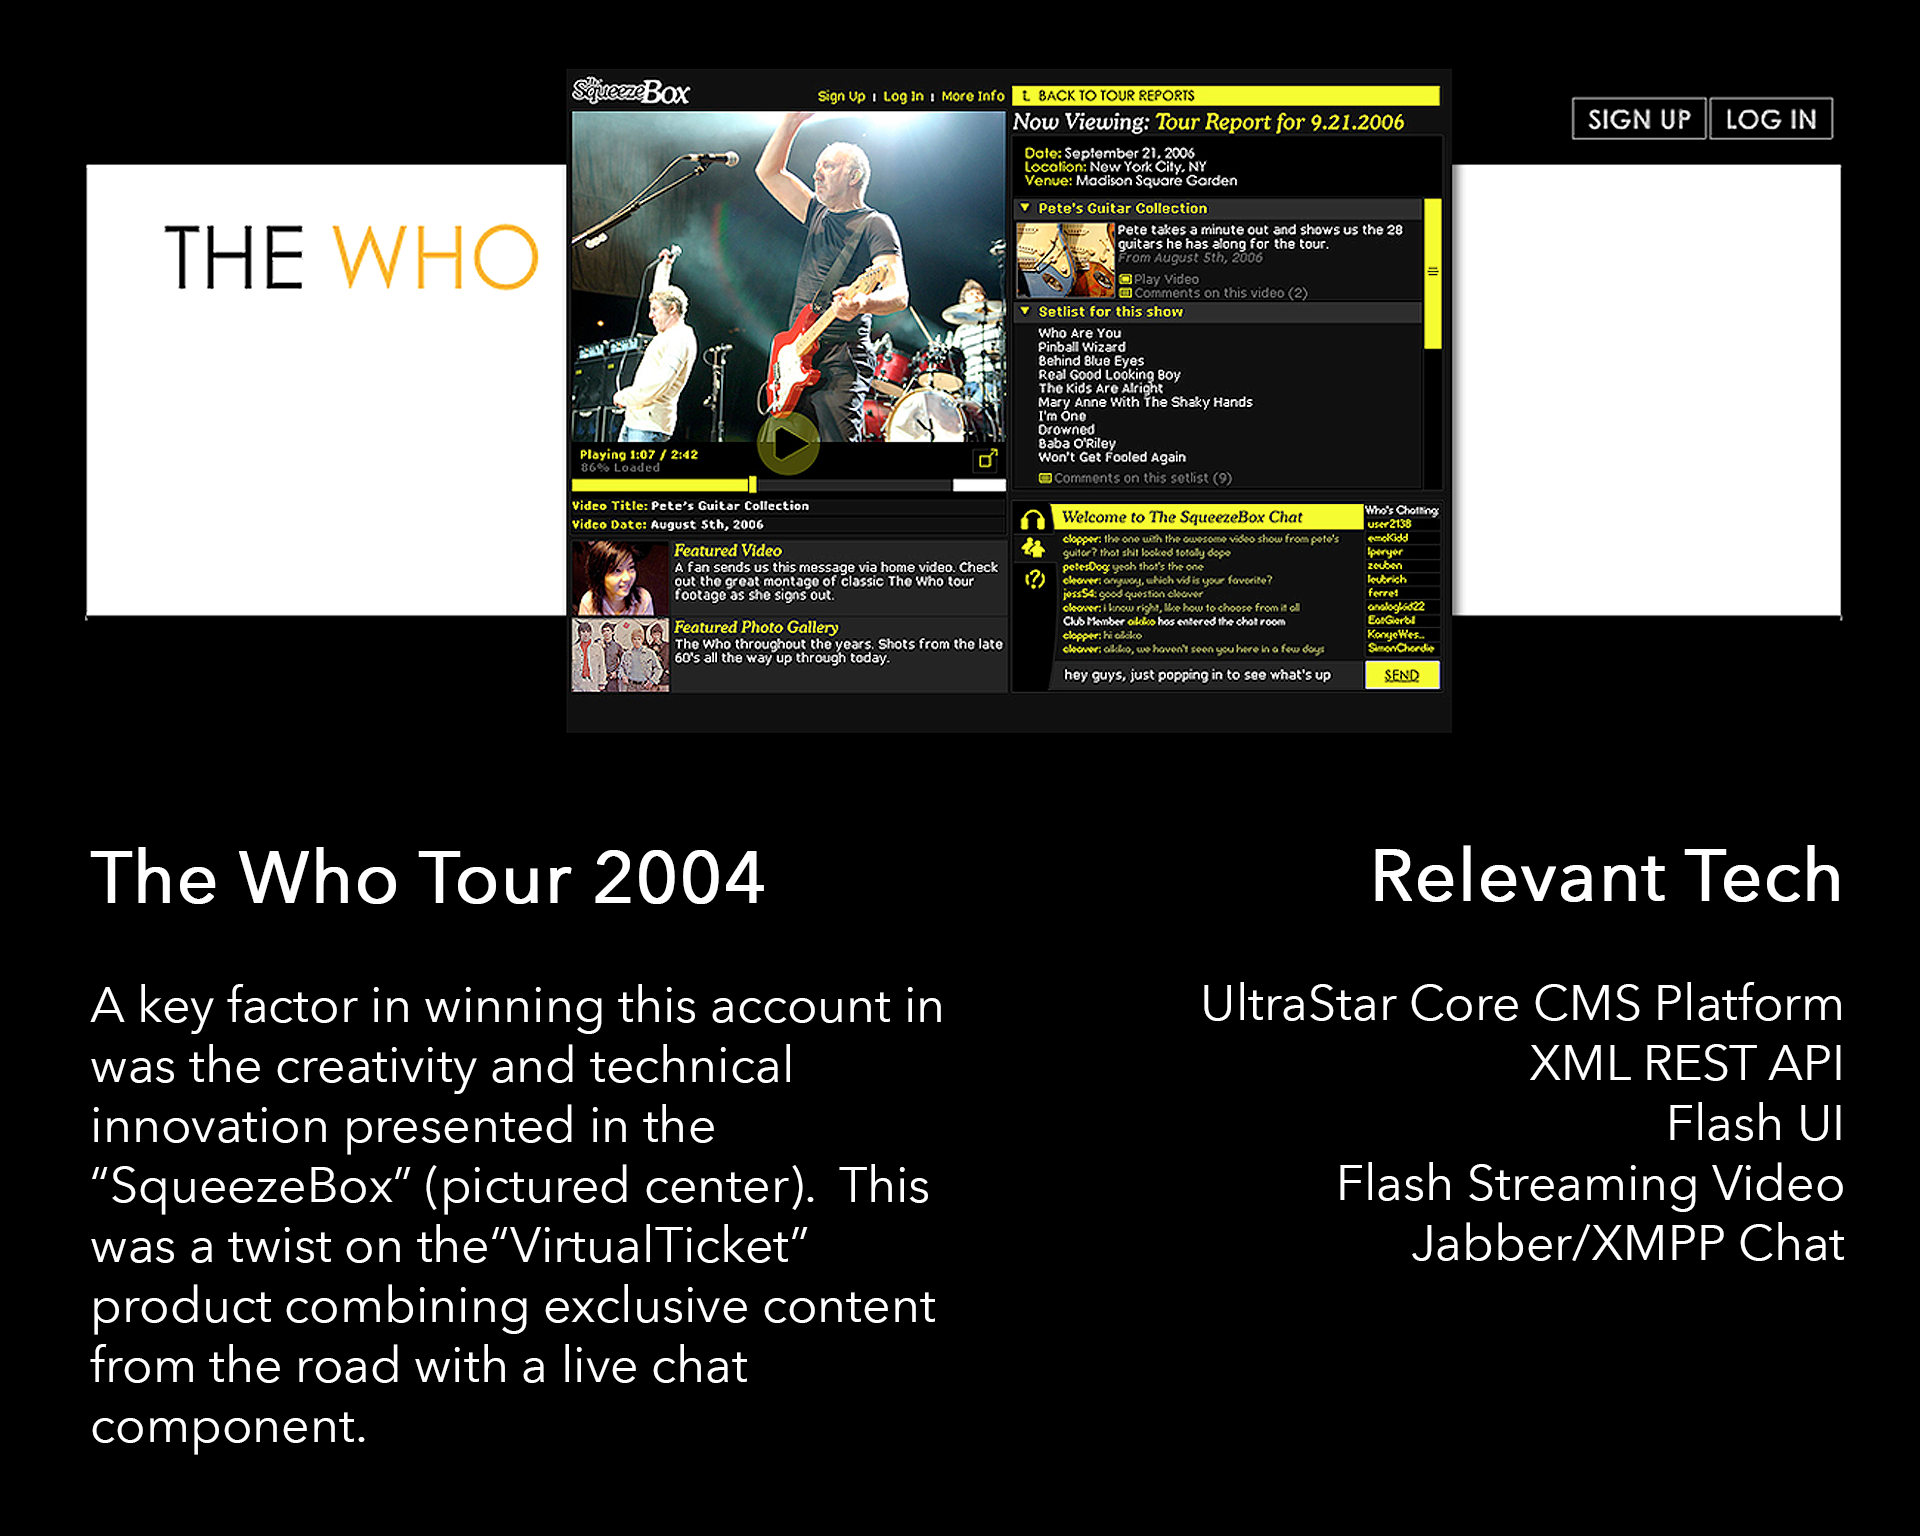 The SqueezeBox
Sign Up | Log In | More Info
BACK TO TOUR REPORTS
Now Viewing: Tour Report for 9.21.2006
SIGN UP
LOG IN
THE WHO
Date: September 21, 2006
Location: New York City, NY
Venue: Madison Square Garden
Pete's Guitar Collection
Pete takes a minute out and shows us the 28
guitars he has along for the tour.
From August 5th, 2006
Play Video
Comments on this video (2)
Setlist for this show
Who Are You
Pinball Wizard
Behind Blue Eyes
Real Good Looking Boy
The Kids Are Alright
Mary Anne With The Shaky Hands
I'm One
Drowned
Baba O'Riley
Won't Get Fooled Again
Comments on this setlist (9)
Playing 1:07 / 2:42
86% Loaded
Video Title: Pete's Guitar Collection
Video Date: August 5th, 2006
Featured Video
A fan sends us this message via home video. Check
out the great montage of classic The Who tour
footage as she signs out.
Featured Photo Gallery
The Who throughout the years. Shots from the late
60's all the way up through today.
Welcome to The SqueezeBox Chat
clapper: the one with the awesome video show from pete's
guitar? that shit looked totally dope
petesDog: yeah that's the one
cleaver: anyway, which vid is your favorite?
jess54: good question cleaver
cleaver: i know right, like how to choose from it all
Club Member aikiko has entered the chat room
clapper: hi aikiko
cleaver: aikiko, we haven't seen you here in a few days
hey guys, just popping in to see what's up
Who's Chatting:
user2138
emoKidd
lperyer
zeuben
leubrich
ferret
analogkid22
EatGierbil
KanyeWes...
SimonChardie
SEND
The Who Tour 2004
A key factor in winning this account in
was the creativity and technical
innovation presented in the
“SqueezeBox” (pictured center).  This
was a twist on the“VirtualTicket”
product combining exclusive content
from the road with a live chat
component.
Relevant Tech
UltraStar Core CMS Platform
XML REST API
Flash UI
Flash Streaming Video
Jabber/XMPP Chat